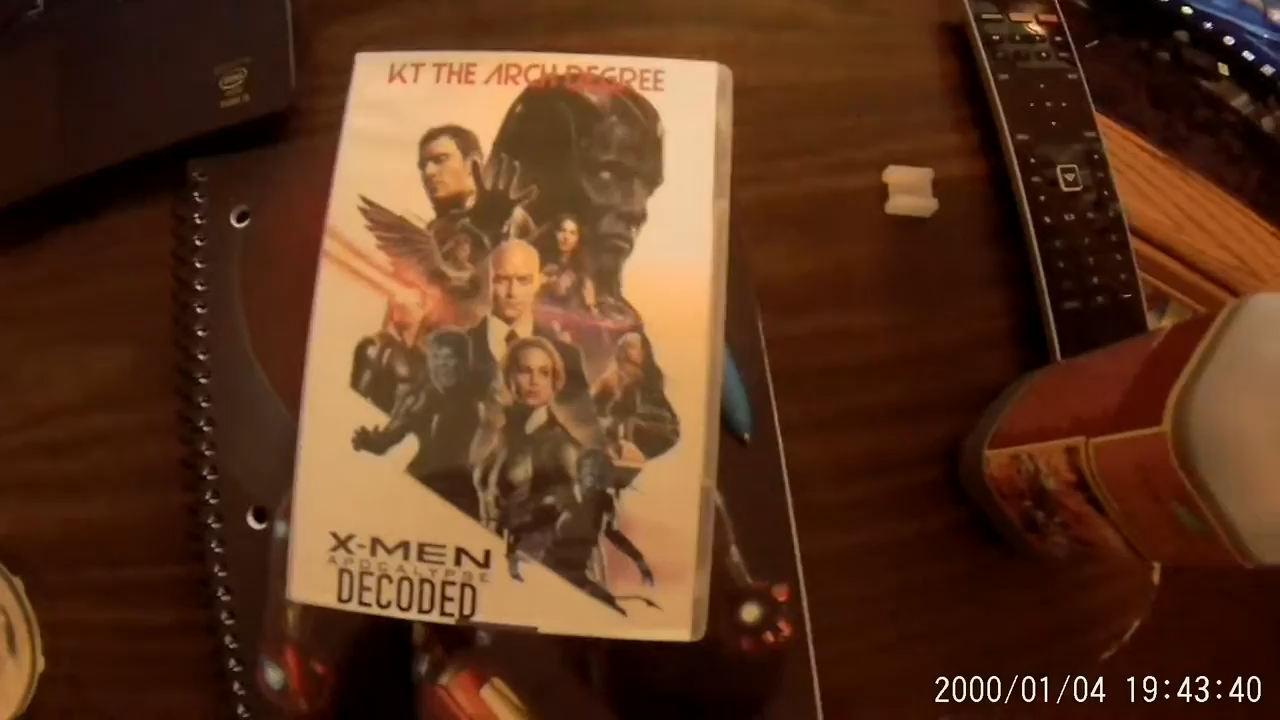 KT THE ARCH DEGREE
X-MEN
APOCALYPSE
DECODED
2000/01/04 19:43:40